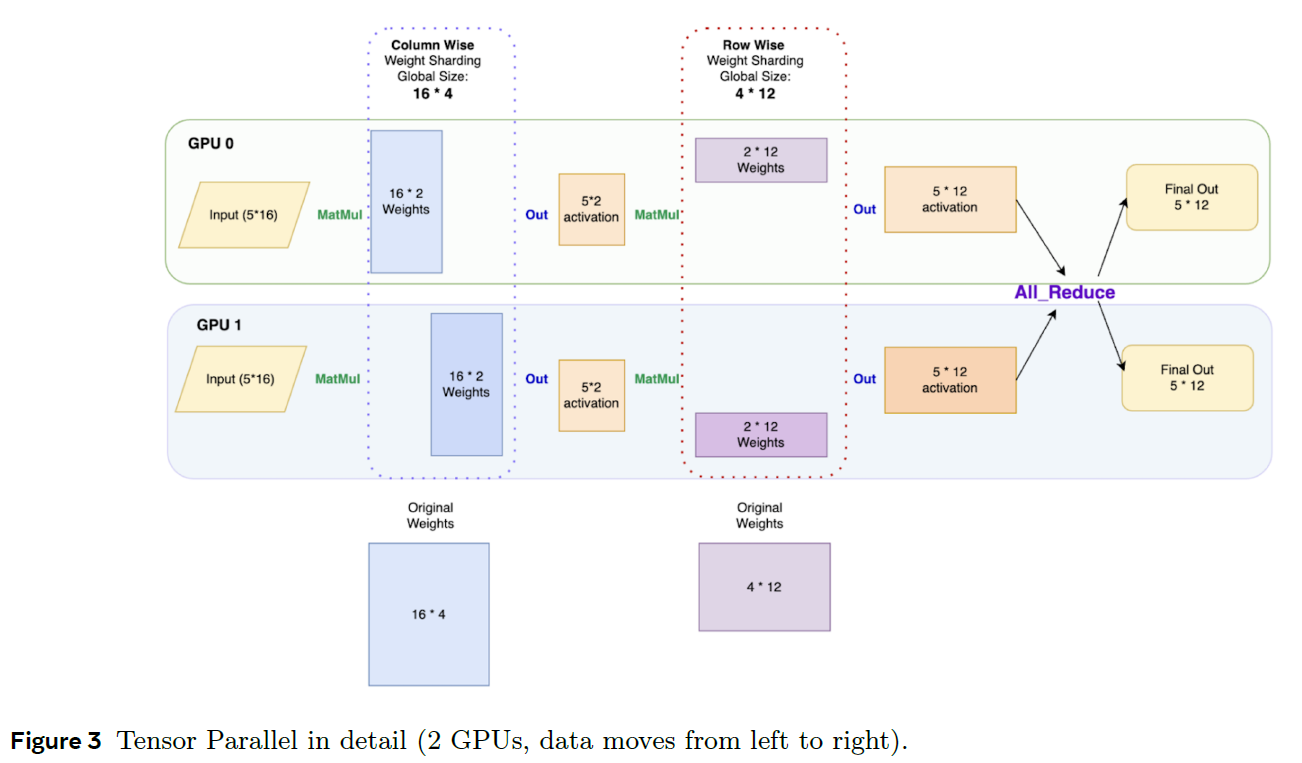 Column Wise
Weight Sharding
Global Size:
16 * 4
Row Wise
Weight Sharding
Global Size:
4 * 12
GPU 0
Input (5*16)
MatMul
16 * 2
Weights
Out
5*2
activation
MatMul
2 * 12
Weights
Out
5 * 12
activation
Final Out
5 * 12
All_Reduce
GPU 1
Input (5*16)
MatMul
16 * 2
Weights
Out
5*2
activation
MatMul
2 * 12
Weights
Out
5 * 12
activation
Final Out
5 * 12
Original
Weights
16 * 4
Original
Weights
4 * 12
Figure 3 Tensor Parallel in detail (2 GPUs, data moves from left to right).